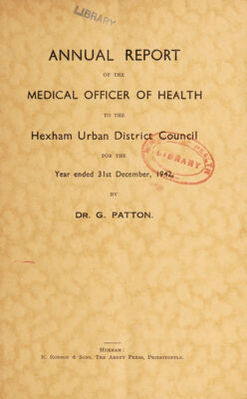 LIBRARY
ANNUAL REPORT
OF THE
MEDICAL OFFICER OF HEALTH
TO THE
Hexham Urban District Council
FOR THE
LIBRARY
Year ended 31st December, 1942,
BY
DR. G. PATTON.
HEXHAM:
ROBSON & SONS, THE ABBEY PRESS, PRIESTPOPPLE.